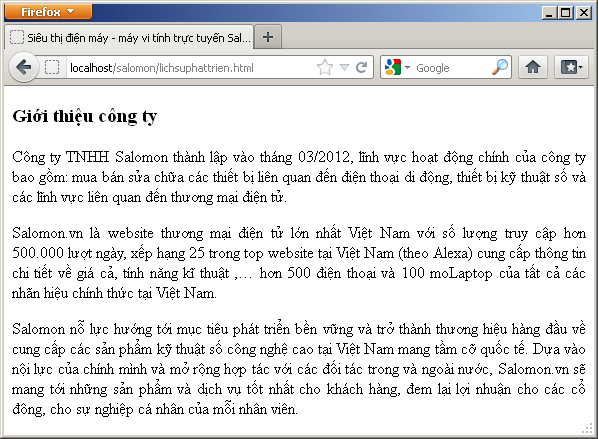 Firefox
Siêu thị điện máy - máy vi tính trực tuyến Sal...
localhost/salomon/lichsuphattrien.html
Google
Giới thiệu công ty
Công ty TNHH Salomon thành lập vào tháng 03/2012, lĩnh vực hoạt động chính của công ty
bao gồm: mua bán sửa chữa các thiết bị liên quan đến điện thoại di động, thiết bị kỹ thuật số và
các lĩnh vực liên quan đến thương mại điện tử.
Salomon.vn là website thương mại điện tử lớn nhất Việt Nam với số lượng truy cập hơn
500.000 lượt ngày, xếp hạng 25 trong top website tại Việt Nam (theo Alexa) cung cấp thông tin
chi tiết về giá cả, tính năng kĩ thuật ,… hơn 500 điện thoại và 100 moLaptop của tất cả các
nhãn hiệu chính thức tại Việt Nam.
Salomon nỗ lực hướng tới mục tiêu phát triển bền vững và trở thành thương hiệu hàng đầu về
cung cấp các sản phẩm kỹ thuật số công nghệ cao tại Việt Nam mang tầm cỡ quốc tế. Dựa vào
nội lực của chính mình và mở rộng hợp tác với các đối tác trong và ngoài nước, Salomon.vn sẽ
mang tới những sản phẩm và dịch vụ tốt nhất cho khách hàng, đem lại lợi nhuận cho các cổ
đông, cho sự nghiệp cá nhân của mỗi nhân viên.